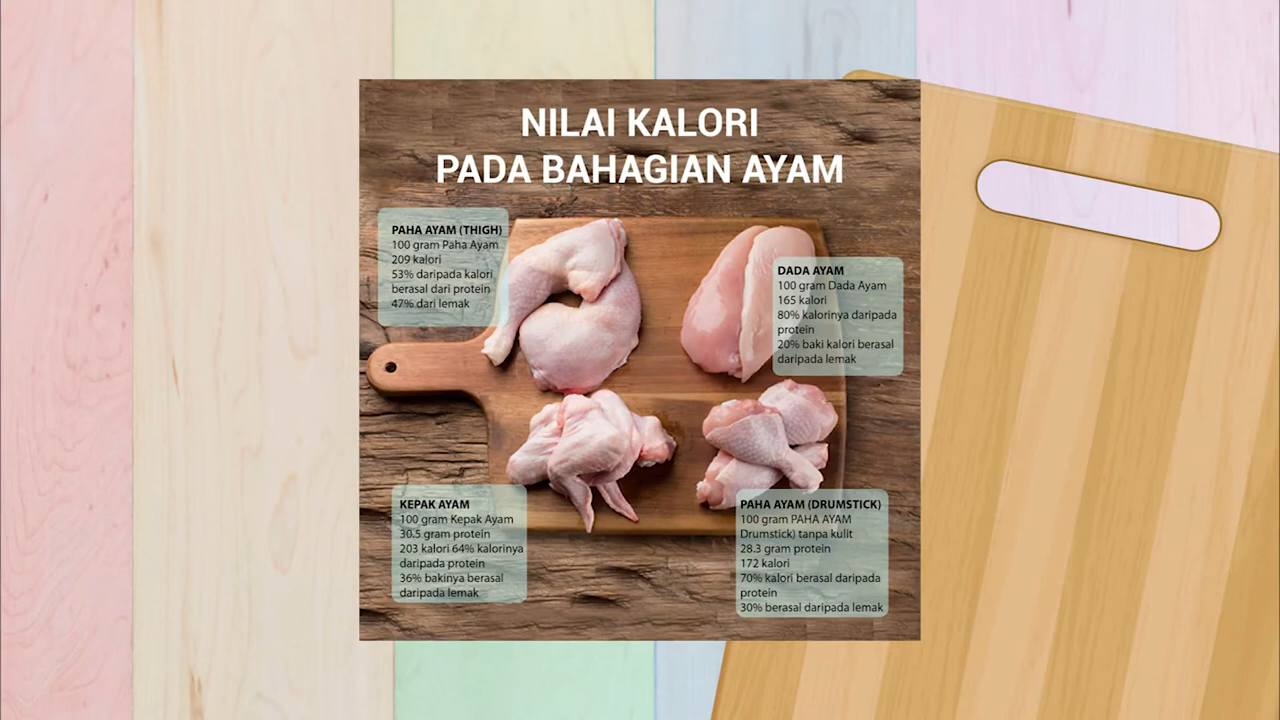 NILAI KALORI
PADA BAHAGIAN AYAM
PAHA AYAM (THIGH)
100 gram Paha Ayam
209 kalori
53% daripada kalori
berasal dari protein
47% dari lemak
DADA AYAM
100 gram Dada Ayam
165 kalori
80% kalorinya daripada
protein
20% baki kalori berasal
daripada lemak
KEPAK AYAM
100 gram Kepak Ayam
30.5 gram protein
203 kalori 64% kalorinya
daripada protein
36% bakinya berasal
daripada lemak
PAHA AYAM (DRUMSTICK)
100 gram PAHA AYAM
Drumstick) tanpa kulit
28.3 gram protein
172 kalori
70% kalori berasal daripada
protein
30% berasal daripada lemak